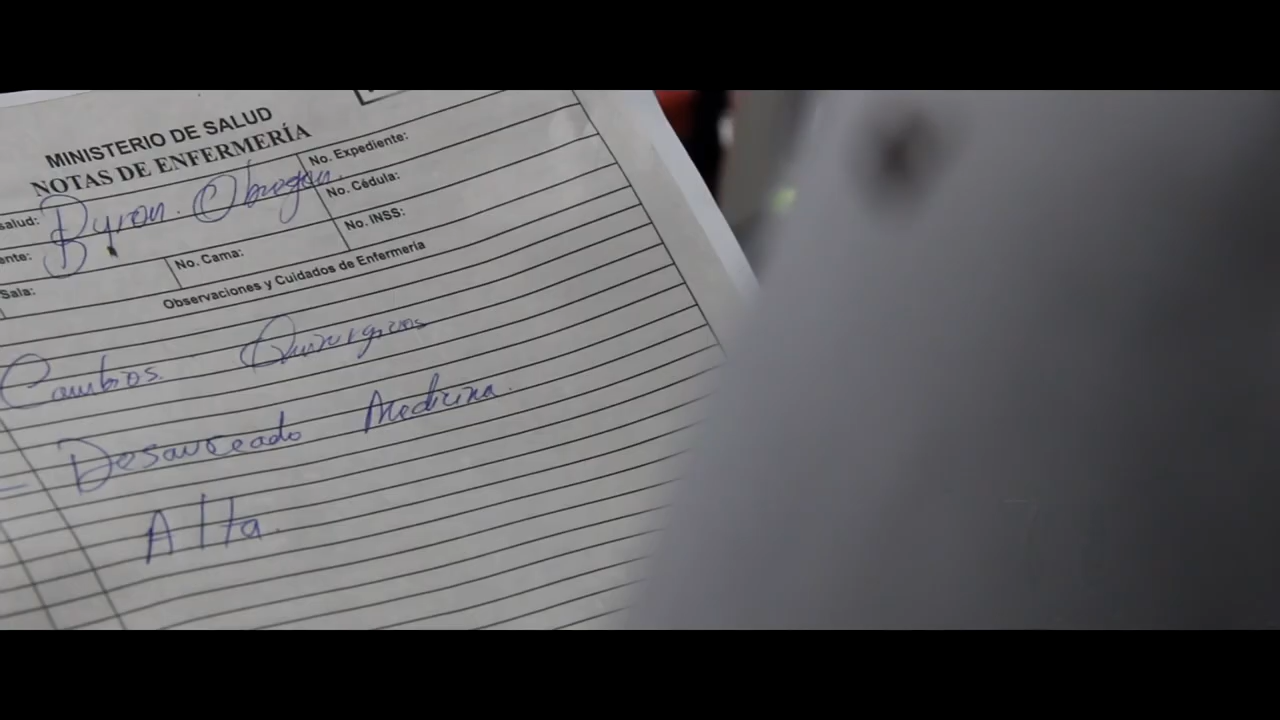 MINISTERIO DE SALUD
NOTAS DE ENFERMERÍA
salud:
Byron. Obregon.
No. Expediente:
ente:
No. Cédula:
Sala:
No. Cama:
No. INSS:
Observaciones y Cuidados de Enfermería
Cambios. Quirurgicos
= Medicina.
Alta.